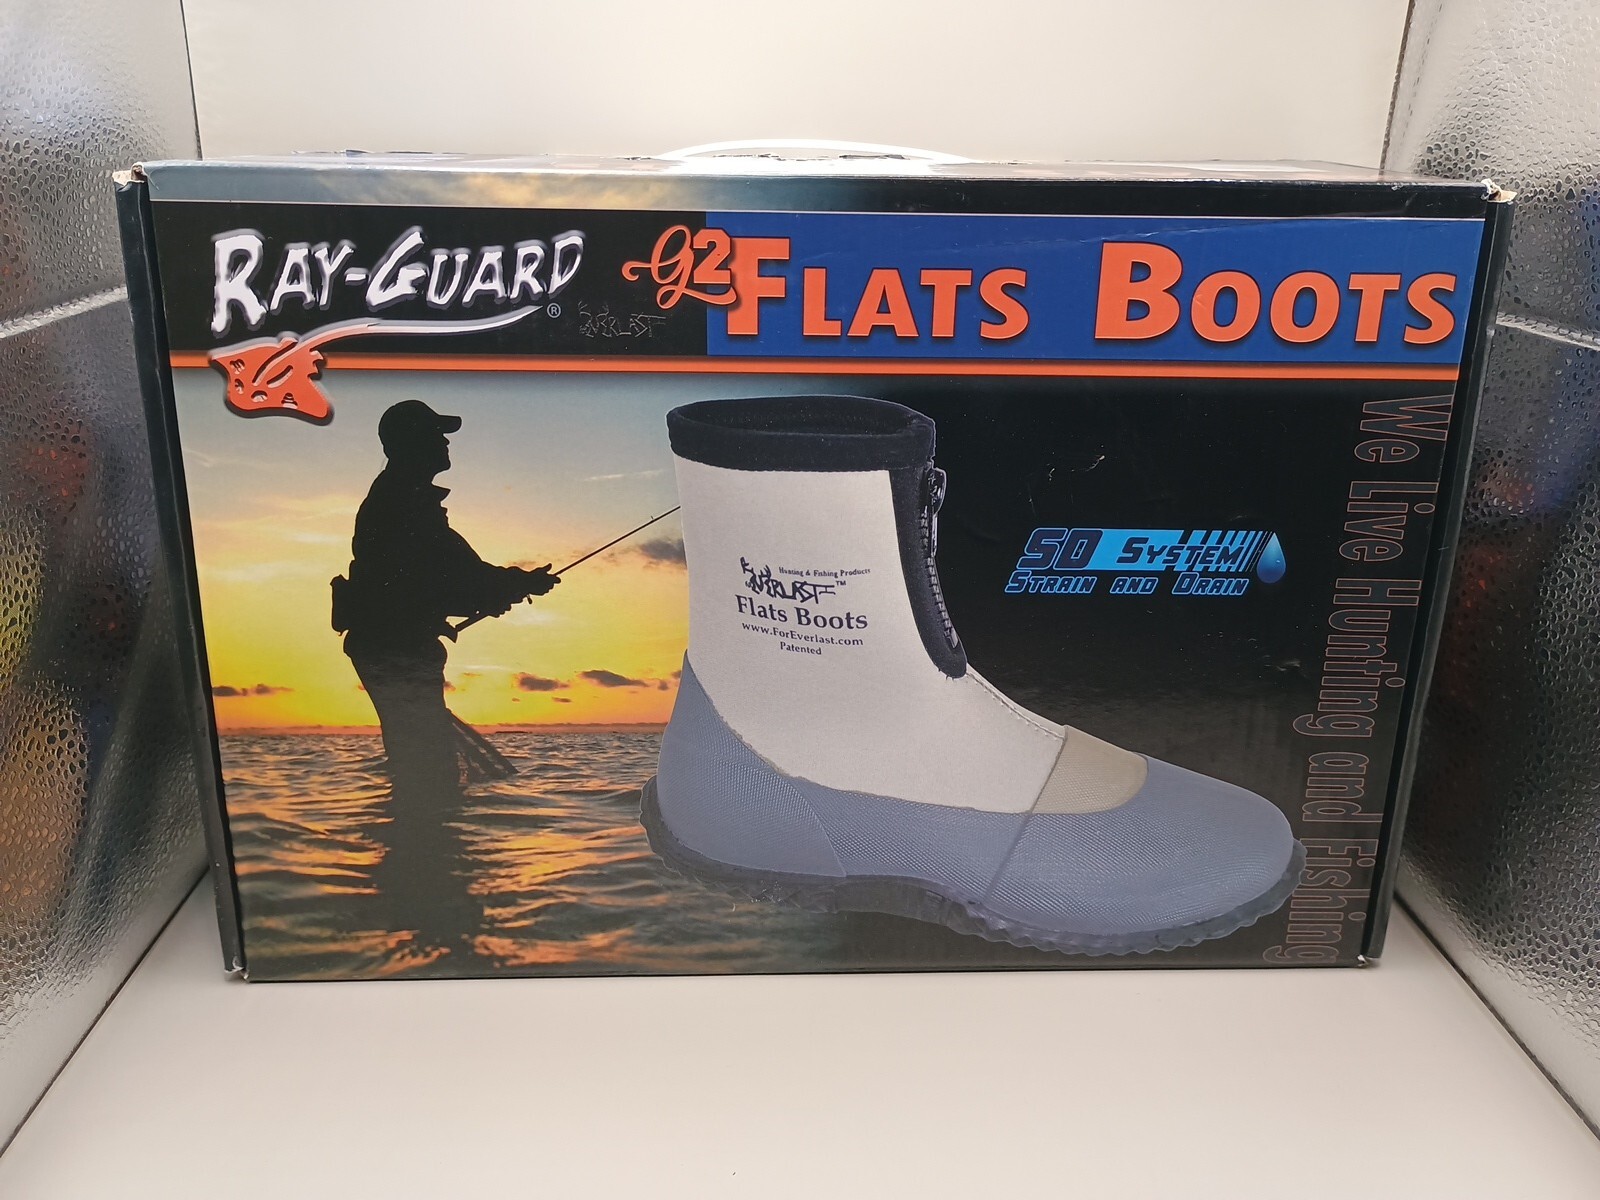 RAY-GUARD
®
G2 FLATS BOOTS
SD SYSTEM
STRAIN AND DRAIN
Hunting & Fishing Products
EVERLAST™
Flats Boots
www.ForEverlast.com
Patented
We Live Hunting and Fishing